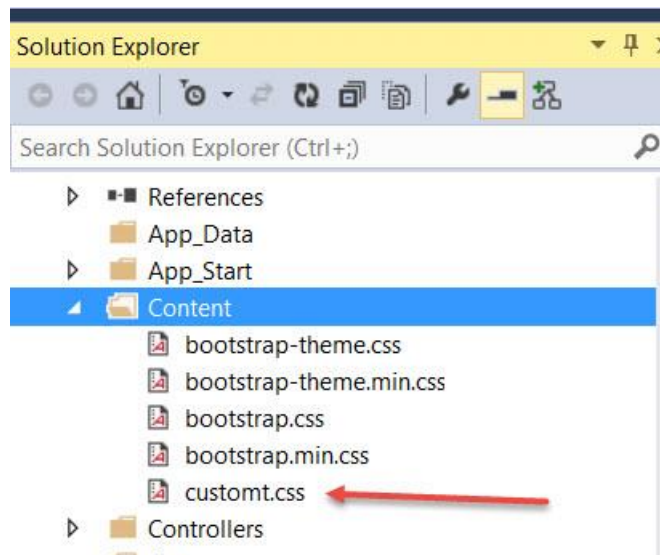 Solution Explorer
Search Solution Explorer (Ctrl+;)
References
App_Data
App_Start
Content
bootstrap-theme.css
bootstrap-theme.min.css
bootstrap.css
bootstrap.min.css
customt.css
Controllers